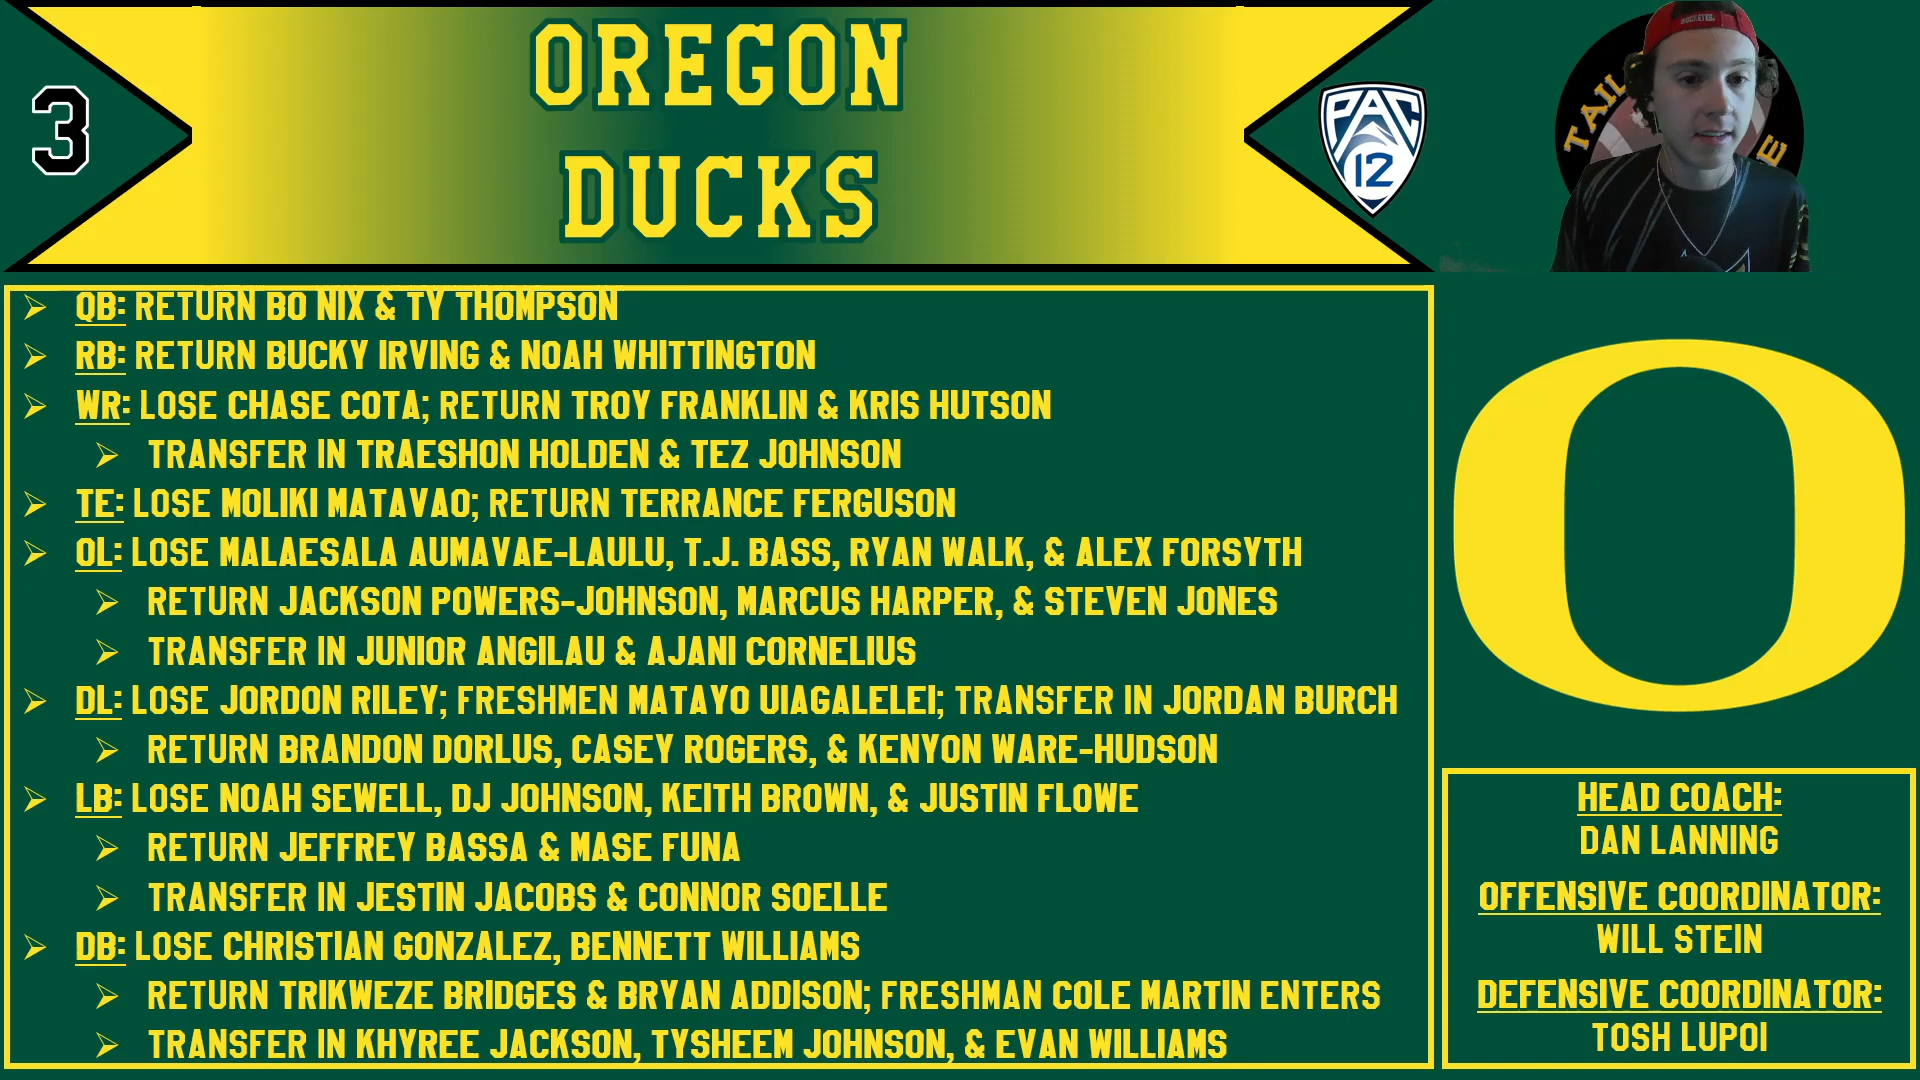 3
OREGON
DUCKS
PAC
12
BUCKEYES.
TAIL
E
QB: RETURN BO NIX & TY THOMPSON
RB: RETURN BUCKY IRVING & NOAH WHITTINGTON
WR: LOSE CHASE COTA; RETURN TROY FRANKLIN & KRIS HUTSON
TRANSFER IN TRAESHON HOLDEN & TEZ JOHNSON
TE: LOSE MOLIKI MATAVAO; RETURN TERRANCE FERGUSON
OL: LOSE MALAESALA AUMAVAE-LAULU, T.J. BASS, RYAN WALK, & ALEX FORSYTH
RETURN JACKSON POWERS-JOHNSON, MARCUS HARPER, & STEVEN JONES
TRANSFER IN JUNIOR ANGILAU & AJANI CORNELIUS
DL: LOSE JORDON RILEY; FRESHMEN MATAYO UIAGALELEI; TRANSFER IN JORDAN BURCH
RETURN BRANDON DORLUS, CASEY ROGERS, & KENYON WARE-HUDSON
LB: LOSE NOAH SEWELL, DJ JOHNSON, KEITH BROWN, & JUSTIN FLOWE
RETURN JEFFREY BASSA & MASE FUNA
TRANSFER IN JESTIN JACOBS & CONNOR SOELLE
DB: LOSE CHRISTIAN GONZALEZ, BENNETT WILLIAMS
RETURN TRIKWEZE BRIDGES & BRYAN ADDISON; FRESHMAN COLE MARTIN ENTERS
TRANSFER IN KHYREE JACKSON, TYSHEEM JOHNSON, & EVAN WILLIAMS
O
HEAD COACH:
DAN LANNING
OFFENSIVE COORDINATOR:
WILL STEIN
DEFENSIVE COORDINATOR:
TOSH LUPOI